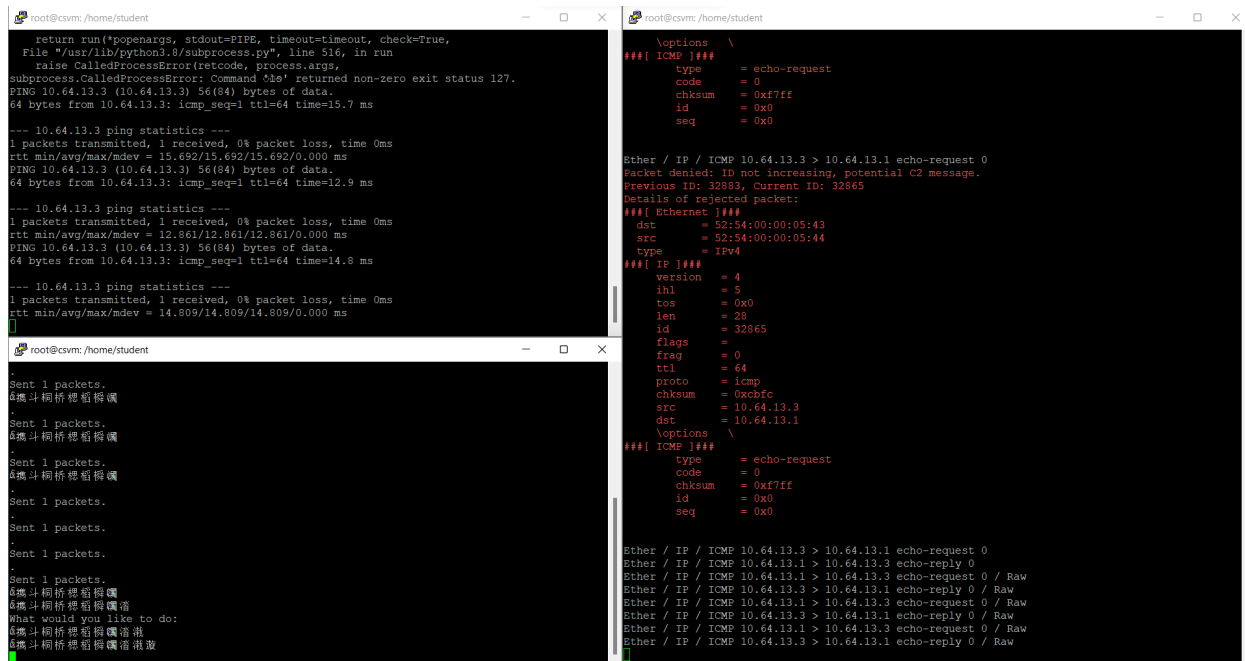 root@csvm: /home/student
return run(*popenargs, stdout=PIPE, timeout=timeout, check=True,
File "/usr/lib/python3.8/subprocess.py", line 516, in run
raise CalledProcessError(retcode, process.args,
subprocess.CalledProcessError: Command returned non-zero exit status 127.
PING 10.64.13.3 (10.64.13.3) 56(84) bytes of data.
64 bytes from 10.64.13.3: icmp_seq=1 ttl=64 time=15.7 ms
--- 10.64.13.3 ping statistics ---
1 packets transmitted, 1 received, 0% packet loss, time 0ms
rtt min/avg/max/mdev = 15.692/15.692/15.692/0.000 ms
PING 10.64.13.3 (10.64.13.3) 56(84) bytes of data.
64 bytes from 10.64.13.3: icmp_seq=1 ttl=64 time=12.9 ms
--- 10.64.13.3 ping statistics ---
1 packets transmitted, 1 received, 0% packet loss, time 0ms
rtt min/avg/max/mdev = 12.861/12.861/12.861/0.000 ms
PING 10.64.13.3 (10.64.13.3) 56(84) bytes of data.
64 bytes from 10.64.13.3: icmp_seq=1 ttl=64 time=14.8 ms
--- 10.64.13.3 ping statistics ---
1 packets transmitted, 1 received, 0% packet loss, time 0ms
rtt min/avg/max/mdev = 14.809/14.809/14.809/0.000 ms
root@csvm: /home/student
.
Sent 1 packets.
斗桐桥
.
Sent 1 packets.
斗桐桥
.
Sent 1 packets.
斗桐桥
.
Sent 1 packets.
.
Sent 1 packets.
.
Sent 1 packets.
.
Sent 1 packets.
斗桐桥
斗桐桥
What would you like to do:
斗桐桥
斗桐桥
root@csvm: /home/student
\options \
###[ ICMP ]###
type = echo-request
code = 0
chksum = 0xf7ff
id = 0x0
seq = 0x0
Ether / IP / ICMP 10.64.13.3 > 10.64.13.1 echo-request 0
Packet denied: ID not increasing, potential C2 message.
Previous ID: 32883, Current ID: 32865
Details of rejected packet:
###[ Ethernet ]###
dst = 52:54:00:00:05:43
src = 52:54:00:00:05:44
type = IPv4
###[ IP ]###
version = 4
ihl = 5
tos = 0x0
len = 28
id = 32865
flags =
frag = 0
ttl = 64
proto = icmp
chksum = 0xcbfc
src = 10.64.13.3
dst = 10.64.13.1
\options \
###[ ICMP ]###
type = echo-request
code = 0
chksum = 0xf7ff
id = 0x0
seq = 0x0
Ether / IP / ICMP 10.64.13.3 > 10.64.13.1 echo-request 0
Ether / IP / ICMP 10.64.13.1 > 10.64.13.3 echo-reply 0
Ether / IP / ICMP 10.64.13.1 > 10.64.13.3 echo-request 0 / Raw
Ether / IP / ICMP 10.64.13.3 > 10.64.13.1 echo-reply 0 / Raw
Ether / IP / ICMP 10.64.13.1 > 10.64.13.3 echo-request 0 / Raw
Ether / IP / ICMP 10.64.13.3 > 10.64.13.1 echo-reply 0 / Raw
Ether / IP / ICMP 10.64.13.1 > 10.64.13.3 echo-request 0 / Raw
Ether / IP / ICMP 10.64.13.3 > 10.64.13.1 echo-reply 0 / Raw